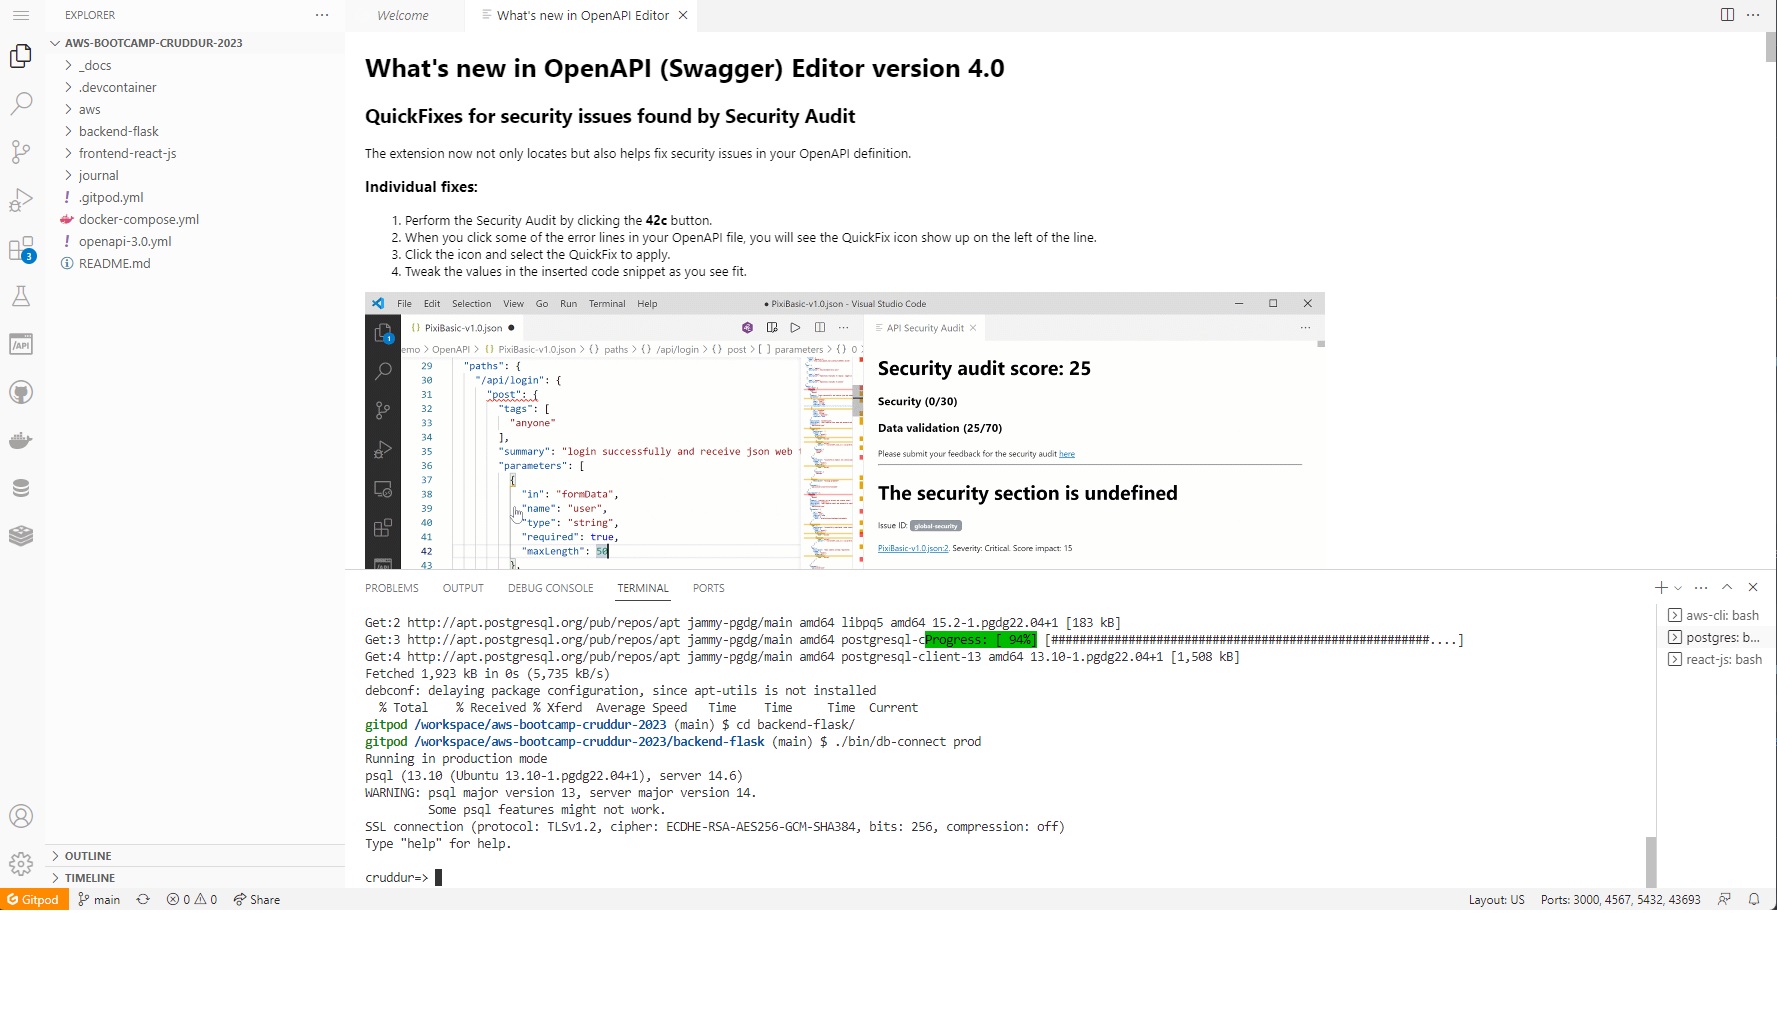 EXPLORER
AWS-BOOTCAMP-CRUDDUR-2023
_docs
.devcontainer
aws
backend-flask
frontend-react-js
journal
! .gitpod.yml
docker-compose.yml
! openapi-3.0.yml
README.md
3
/API
OUTLINE
TIMELINE
Welcome
What's new in OpenAPI Editor
What's new in OpenAPI (Swagger) Editor version 4.0
QuickFixes for security issues found by Security Audit
The extension now not only locates but also helps fix security issues in your OpenAPI definition.
Individual fixes:
1. Perform the Security Audit by clicking the 42c button.
2. When you click some of the error lines in your OpenAPI file, you will see the QuickFix icon show up on the left of the line.
3. Click the icon and select the QuickFix to apply.
4. Tweak the values in the inserted code snippet as you see fit.
File Edit Selection View Go Run Terminal Help
● PixiBasic-v1.0.json - Visual Studio Code
1
{} PixiBasic-v1.0.json ●
emo > OpenAPI > {} PixiBasic-v1.0.json > {} paths > {} /api/login > {} post > [ ] parameters > {} 0
29 "paths": {
30 "/api/login": {
31 "post": {
32 "tags": [
33 "anyone"
34 ],
35 "summary": "login successfully and receive json web
36 "parameters": [
37 {
38 "in": "formData",
39 "name": "user",
40 "type": "string",
41 "required": true,
42 "maxLength": 50
43 },
API Security Audit
Security audit score: 25
Security (0/30)
Data validation (25/70)
Please submit your feedback for the security audit here
The security section is undefined
Issue ID: global-security
PixiBasic-v1.0.json:2. Severity: Critical. Score impact: 15
PROBLEMS OUTPUT DEBUG CONSOLE TERMINAL PORTS
Get:2 http://apt.postgresql.org/pub/repos/apt jammy-pgdg/main amd64 libpq5 amd64 15.2-1.pgdg22.04+1 [183 kB]
Get:3 http://apt.postgresql.org/pub/repos/apt jammy-pgdg/main amd64 postgresql-cProgress: [ 94%] [######################################################....]
Get:4 http://apt.postgresql.org/pub/repos/apt jammy-pgdg/main amd64 postgresql-client-13 amd64 13.10-1.pgdg22.04+1 [1,508 kB]
Fetched 1,923 kB in 0s (5,735 kB/s)
debconf: delaying package configuration, since apt-utils is not installed
% Total % Received % Xferd Average Speed Time Time Time Current
gitpod /workspace/aws-bootcamp-cruddur-2023 (main) $ cd backend-flask/
gitpod /workspace/aws-bootcamp-cruddur-2023/backend-flask (main) $ ./bin/db-connect prod
Running in production mode
psql (13.10 (Ubuntu 13.10-1.pgdg22.04+1), server 14.6)
WARNING: psql major version 13, server major version 14.
Some psql features might not work.
SSL connection (protocol: TLSv1.2, cipher: ECDHE-RSA-AES256-GCM-SHA384, bits: 256, compression: off)
Type "help" for help.
cruddur=>
aws-cli: bash
postgres: b...
react-js: bash
Gitpod main 0 0 Share
Layout: US Ports: 3000, 4567, 5432, 43693